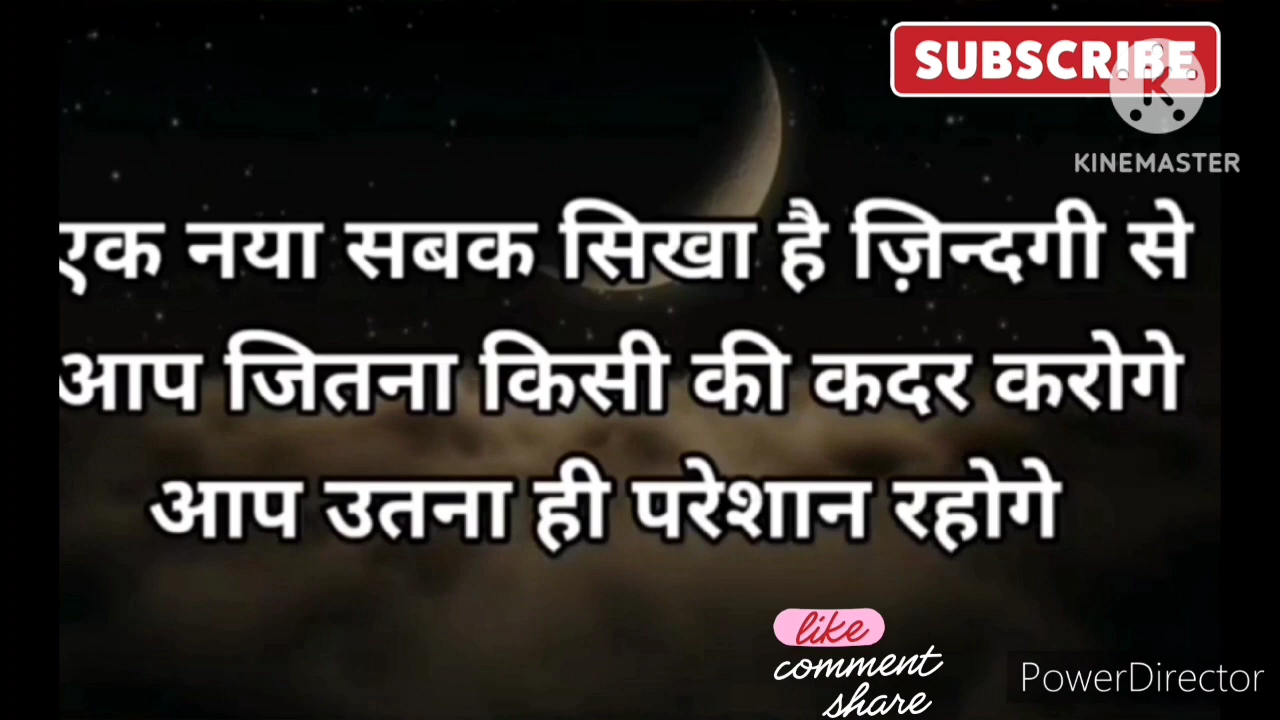 SUBSCRIBE
KINEMASTER
एक नया सबक सिखा है ज़िन्दगी से
आप जितना किसी की कदर करोगे
आप उतना ही परेशान रहोगे
like
comment
share
PowerDirector